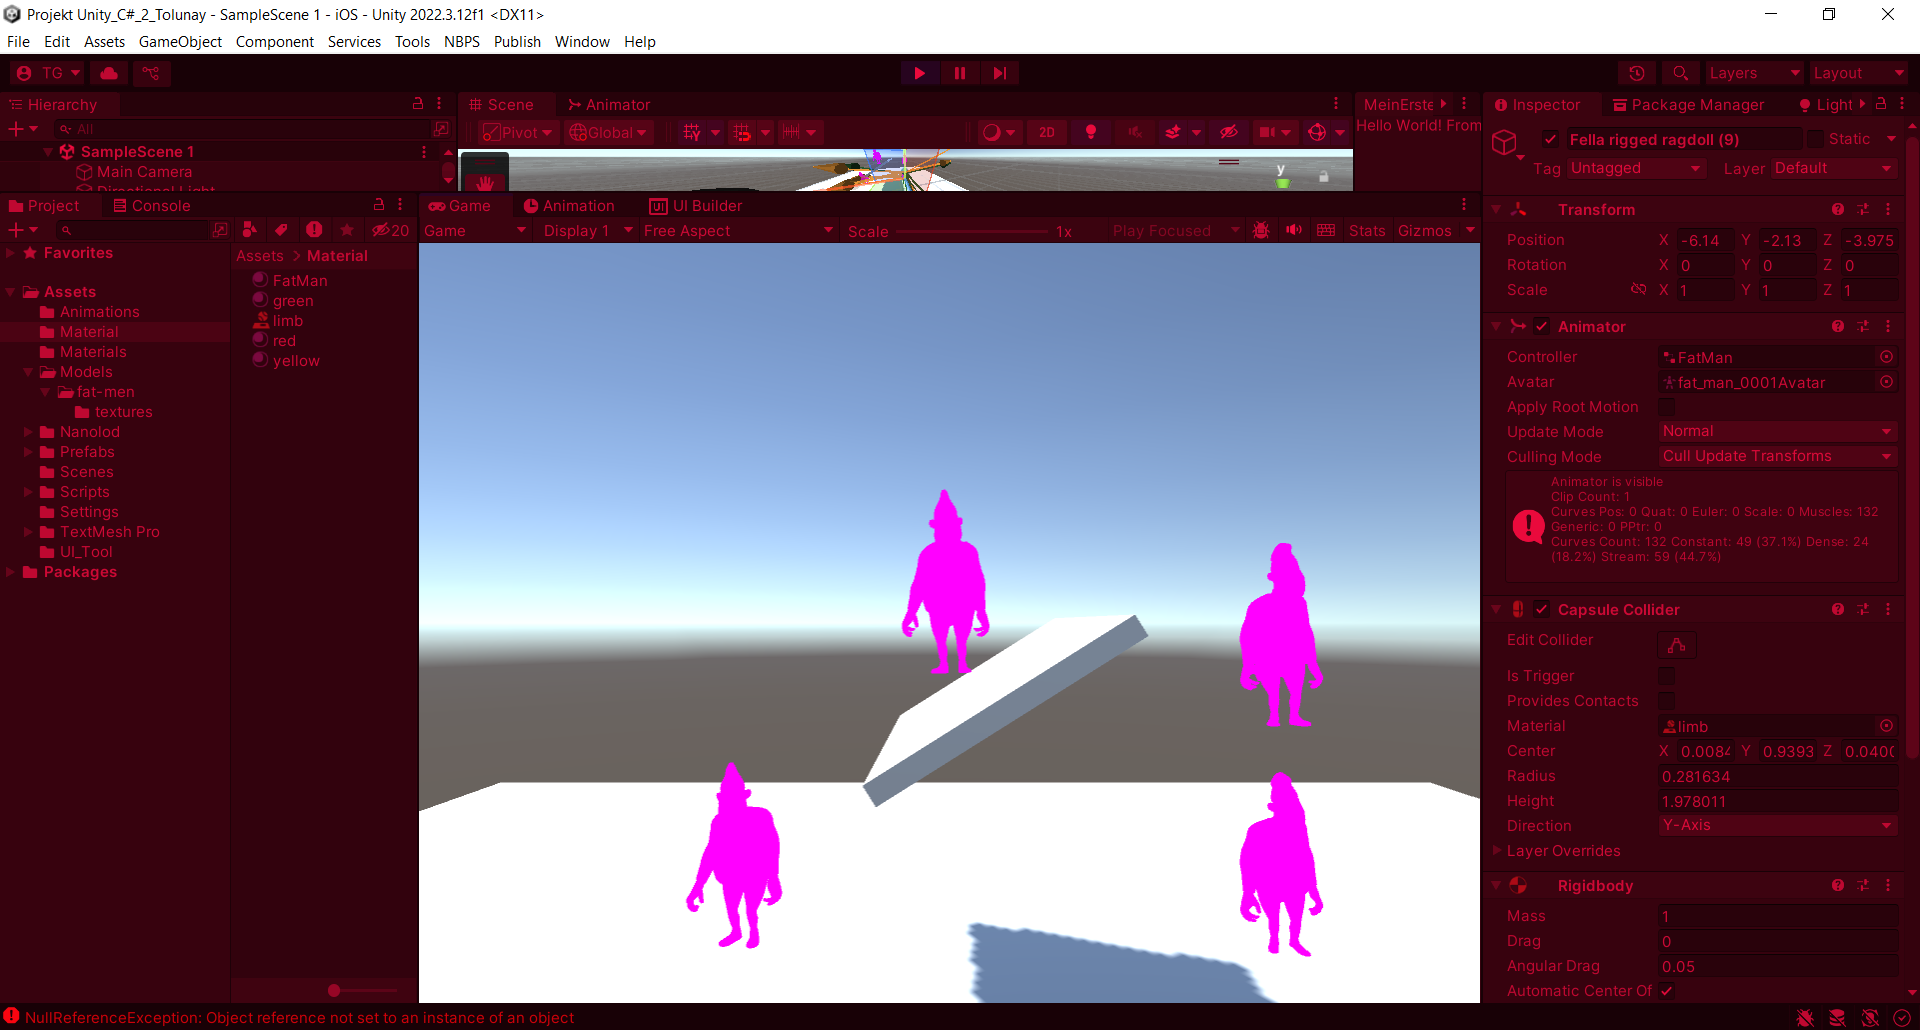 Projekt Unity_C#_2_Tolunay - SampleScene 1 - iOS - Unity 2022.3.12f1 <DX11>
File Edit Assets GameObject Component Services Tools NBPS Publish Window Help
TG
Layers Layout
Hierarchy
All
SampleScene 1
Main Camera
Directional Light
Scene Animator
Pivot Global 2D
y
MeinErste
Hello World! From
Project Console
20
Favorites
Assets
Animations
Material
Materials
Models
fat-men
textures
Nanolod
Prefabs
Scenes
Scripts
Settings
TextMesh Pro
UI_Tool
Packages
Assets > Material
FatMan
green
limb
red
yellow
Game Animation UI Builder
Game Display 1 Free Aspect Scale 1x Play Focused Stats Gizmos
Inspector Package Manager Light
Fella rigged ragdoll (9) Static
Tag Untagged Layer Default
Transform
Position X -6.14 Y -2.13 Z -3.975
Rotation X 0 Y 0 Z 0
Scale X 1 Y 1 Z 1
Animator
Controller FatMan
Avatar fat_man_0001Avatar
Apply Root Motion
Update Mode Normal
Culling Mode Cull Update Transforms
Animator is visible
Clip Count: 1
Curves Pos: 0 Quat: 0 Euler: 0 Scale: 0 Muscles: 132
Generic: 0 PPtr: 0
Curves Count: 132 Constant: 49 (37.1%) Dense: 24
(18.2%) Stream: 59 (44.7%)
Capsule Collider
Edit Collider
Is Trigger
Provides Contacts
Material limb
Center X 0.0084 Y 0.9393 Z 0.0400
Radius 0.281634
Height 1.978011
Direction Y-Axis
Layer Overrides
Rigidbody
Mass 1
Drag 0
Angular Drag 0.05
Automatic Center Of
NullReferenceException: Object reference not set to an instance of an object